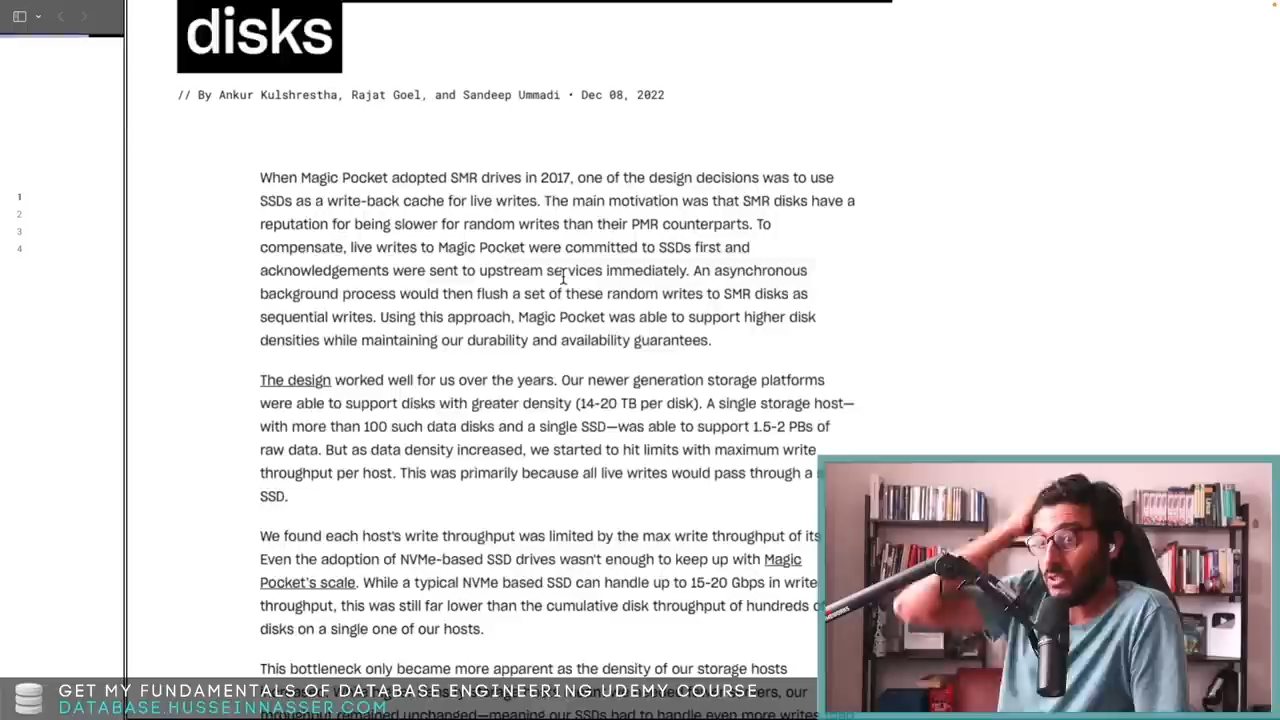 disks
// By Ankur Kulshrestha, Rajat Goel, and Sandeep Ummadi • Dec 08, 2022
1
2
3
4
When Magic Pocket adopted SMR drives in 2017, one of the design decisions was to use
SSDs as a write-back cache for live writes. The main motivation was that SMR disks have a
reputation for being slower for random writes than their PMR counterparts. To
compensate, live writes to Magic Pocket were committed to SSDs first and
acknowledgements were sent to upstream services immediately. An asynchronous
background process would then flush a set of these random writes to SMR disks as
sequential writes. Using this approach, Magic Pocket was able to support higher disk
densities while maintaining our durability and availability guarantees.
The design worked well for us over the years. Our newer generation storage platforms
were able to support disks with greater density (14-20 TB per disk). A single storage host—
with more than 100 such data disks and a single SSD—was able to support 1.5-2 PBs of
raw data. But as data density increased, we started to hit limits with maximum write
throughput per host. This was primarily because all live writes would pass through a
SSD.
We found each host's write throughput was limited by the max write throughput of its
Even the adoption of NVMe-based SSD drives wasn't enough to keep up with Magic
Pocket's scale. While a typical NVMe based SSD can handle up to 15-20 Gbps in write
throughput, this was still far lower than the cumulative disk throughput of hundreds
disks on a single one of our hosts.
This bottleneck only became more apparent as the density of our storage hosts
GET MY FUNDAMENTALS OF DATABASE ENGINEERING UDEMY COURSE
DATABASE.HUSSEINNASSER.COM